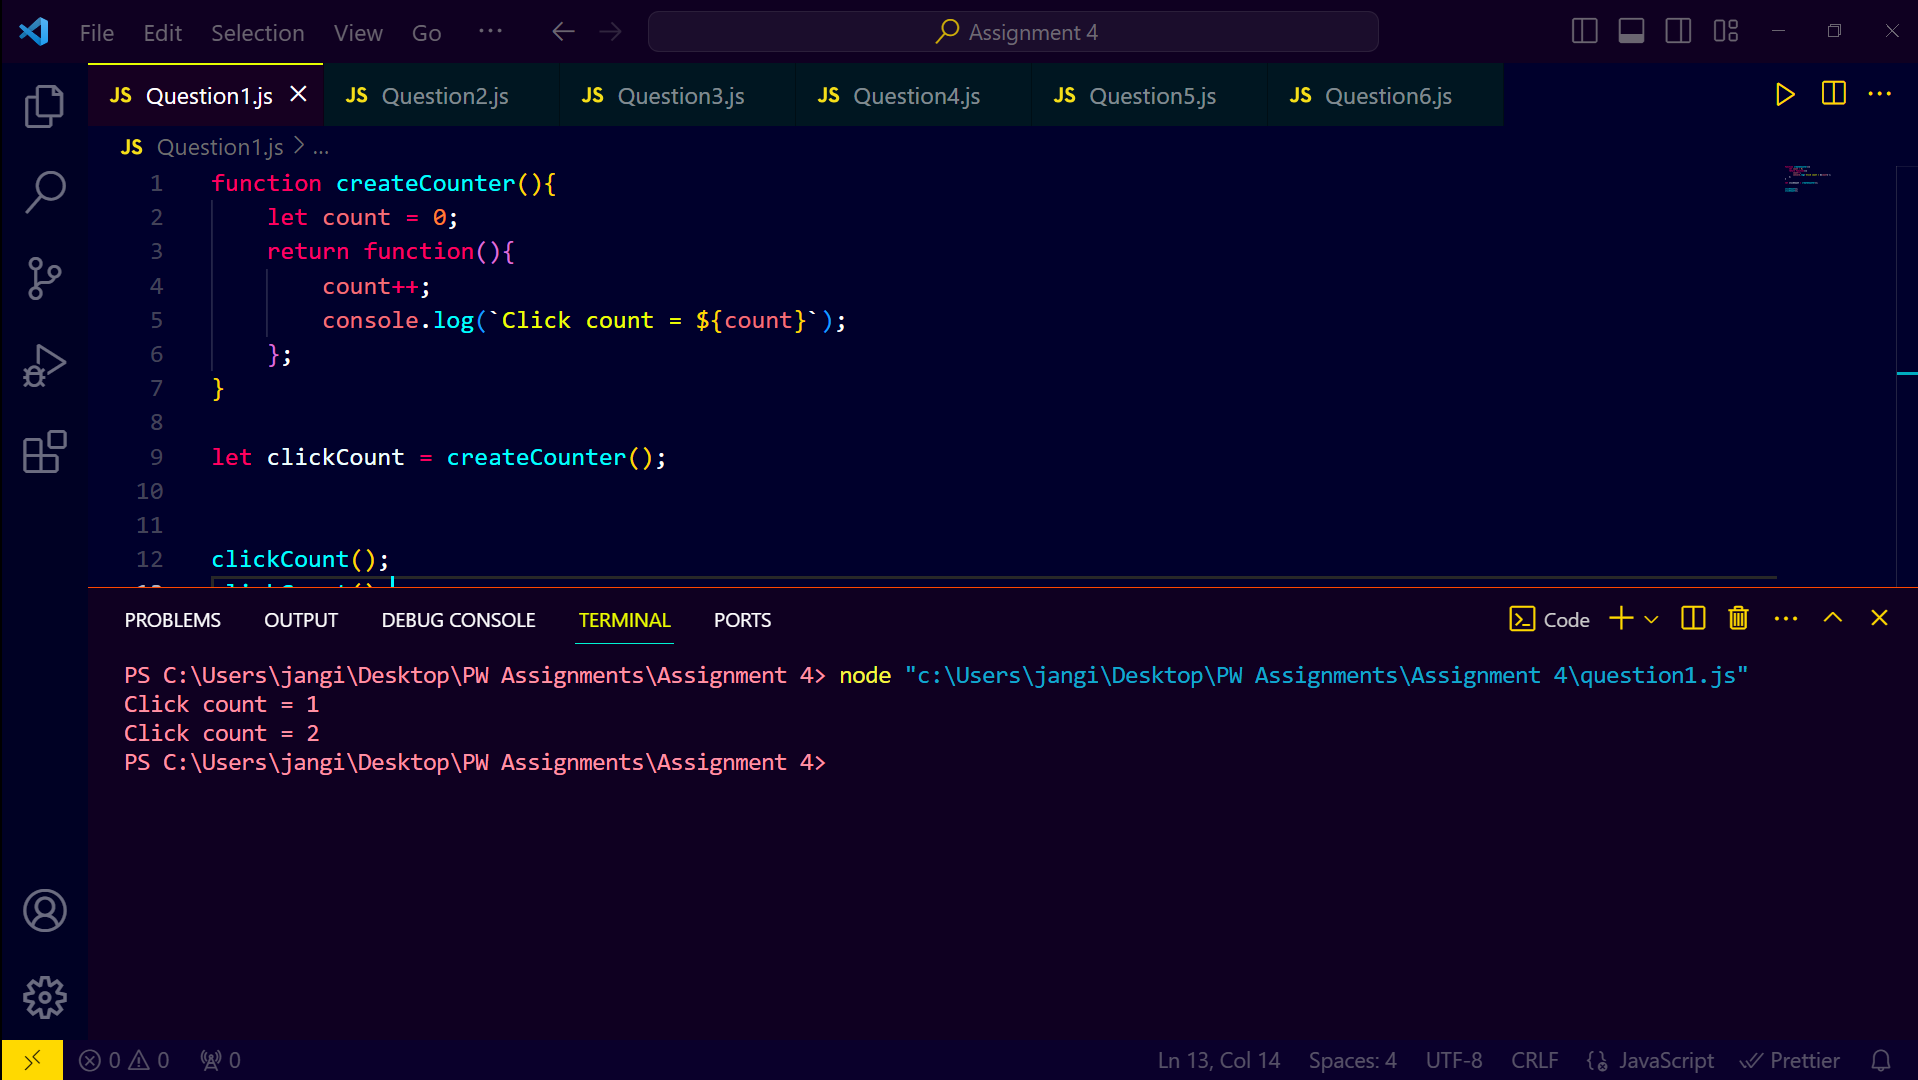 File Edit Selection View Go ... Assignment 4
JS Question1.js JS Question2.js JS Question3.js JS Question4.js JS Question5.js JS Question6.js
JS Question1.js > ...
1 function createCounter(){
2 let count = 0;
3 return function(){
4 count++;
5 console.log(`Click count = ${count}`);
6 };
7 }
8
9 let clickCount = createCounter();
10
11
12 clickCount();
PROBLEMS OUTPUT DEBUG CONSOLE TERMINAL PORTS Code
PS C:\Users\jangi\Desktop\PW Assignments\Assignment 4> node "c:\Users\jangi\Desktop\PW Assignments\Assignment 4\question1.js"
Click count = 1
Click count = 2
PS C:\Users\jangi\Desktop\PW Assignments\Assignment 4>
0 0 0 Ln 13, Col 14 Spaces: 4 UTF-8 CRLF JavaScript Prettier